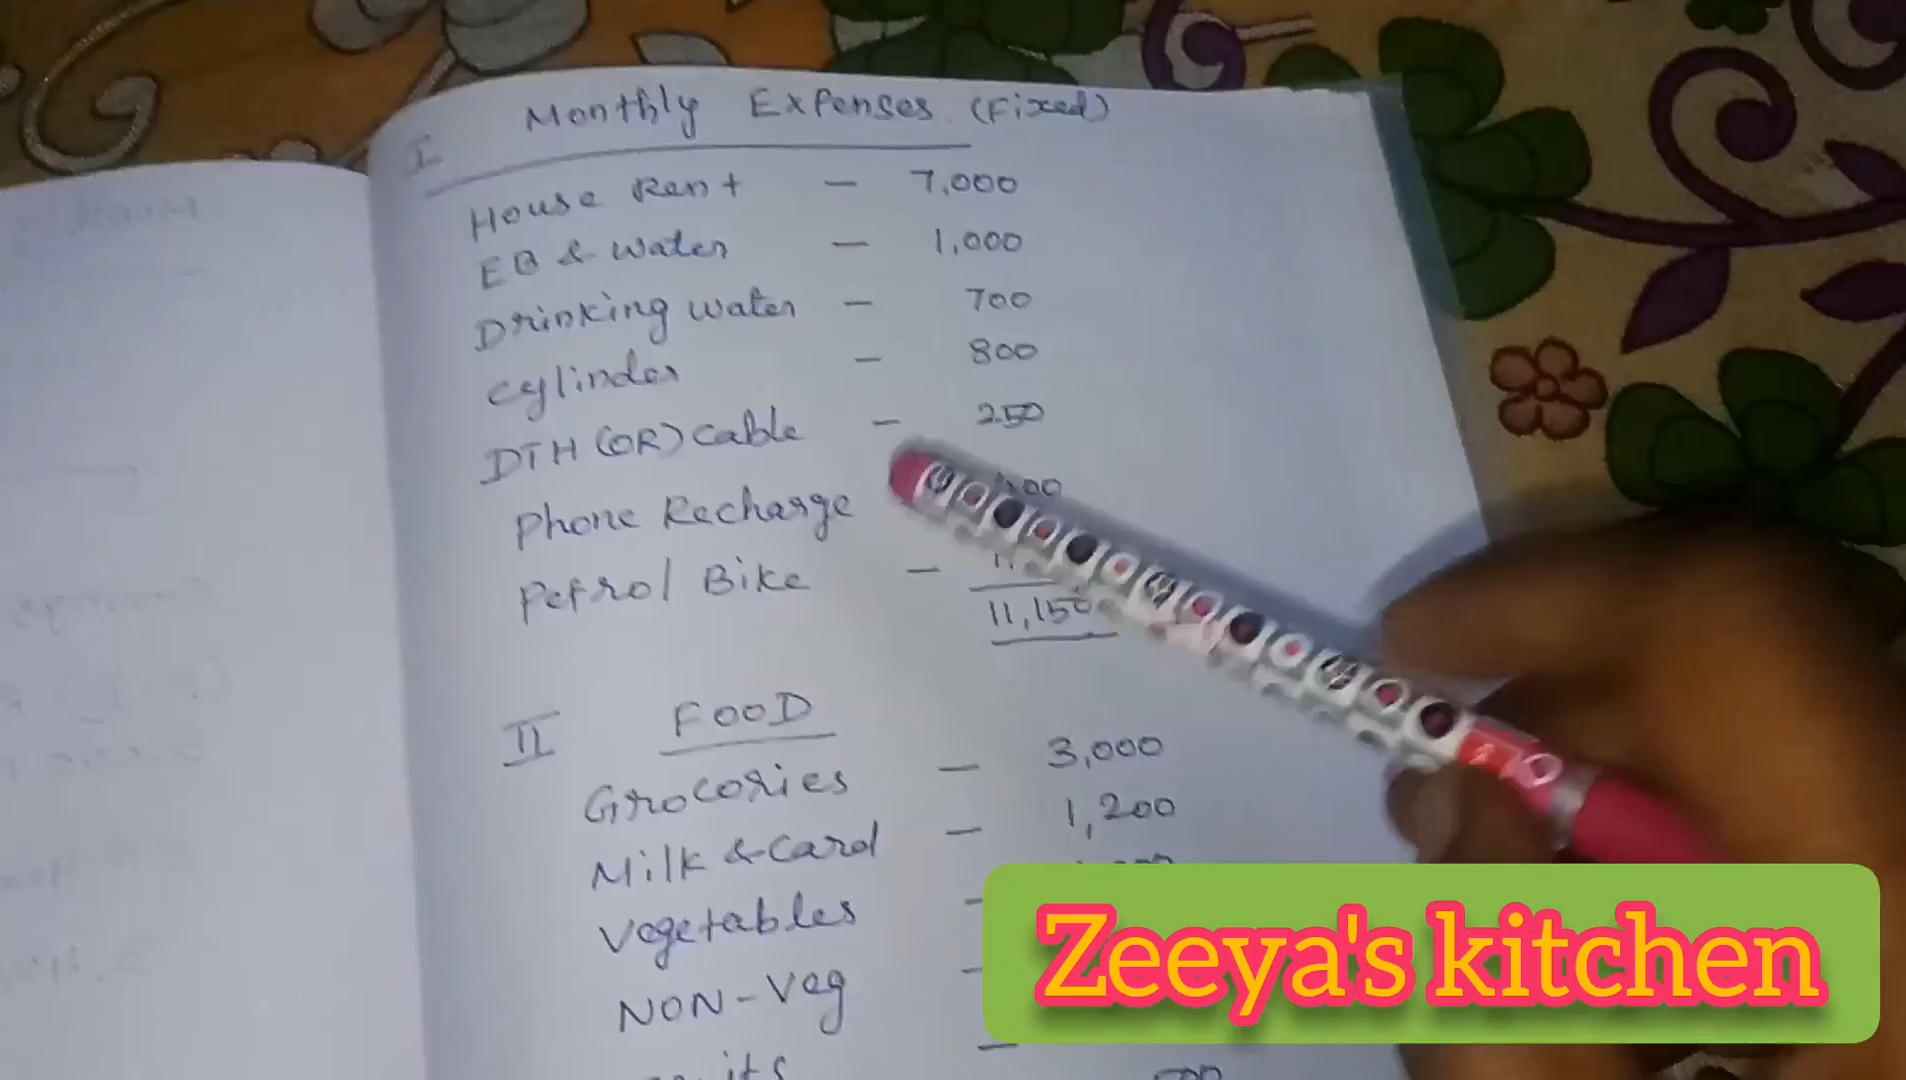 I Monthly Expenses (Fixed)
House Rent – 7,000
EB & Water – 1,000
Drinking water – 700
cylinder – 800
DTH (OR) Cable – 250
Phone Recharge
Petrol Bike –
11,150
II FOOD
Grocories – 3,000
Milk & Card – 1,200
Vegetables –
NON-Veg –
Zeeya's kitchen